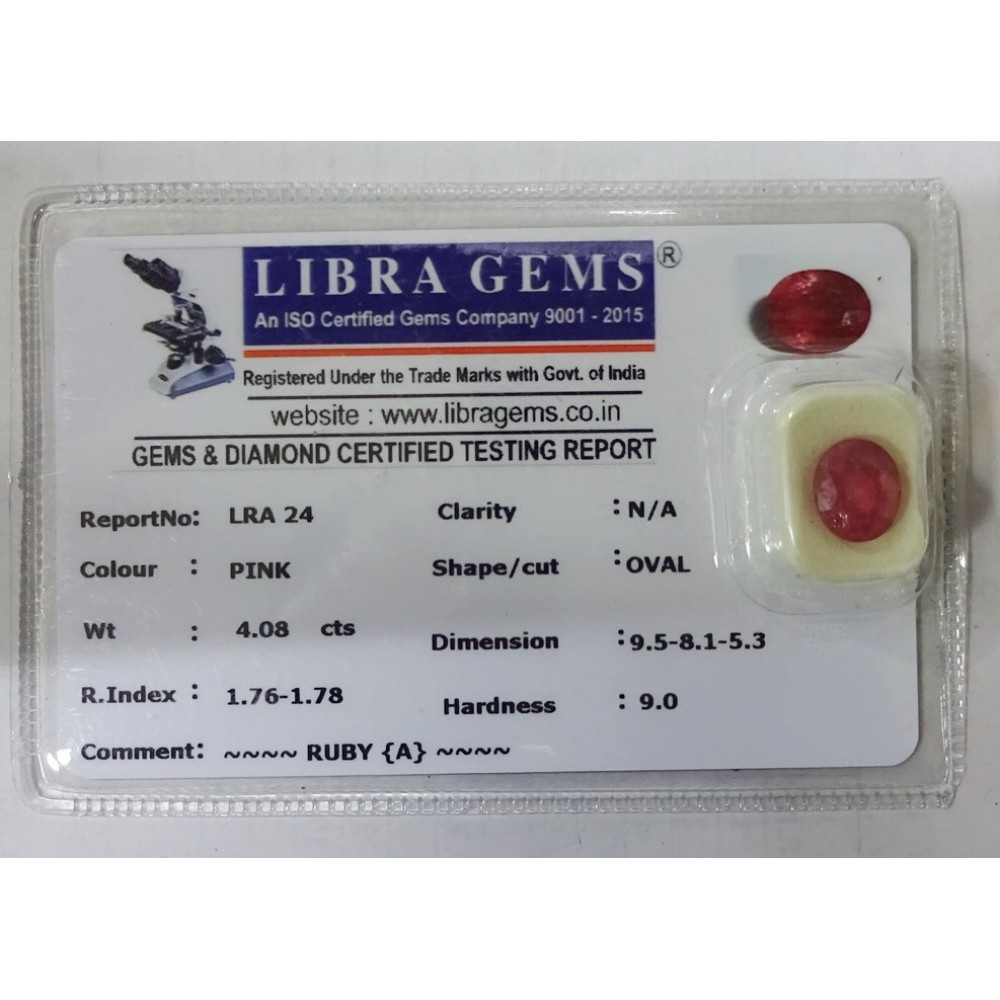 LIBRA GEMS ®
An ISO Certified Gems Company 9001 - 2015
Registered Under the Trade Marks with Govt. of India
website : www.libragems.co.in
GEMS & DIAMOND CERTIFIED TESTING REPORT
ReportNo: LRA 24 Clarity : N/A
Colour : PINK Shape/cut : OVAL
Wt : 4.08 cts Dimension : 9.5-8.1-5.3
R.Index : 1.76-1.78 Hardness : 9.0
Comment: ~~~~ RUBY {A} ~~~~